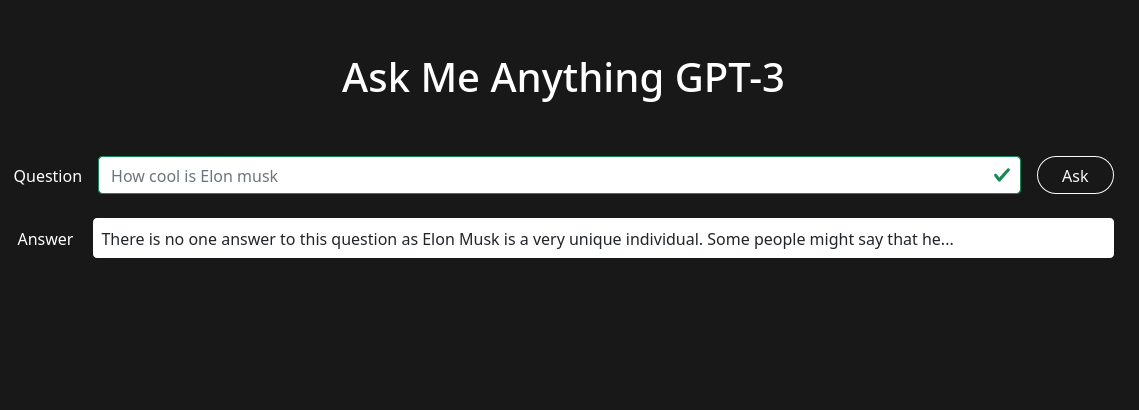 Ask Me Anything GPT-3
Question How cool is Elon musk Ask
Answer There is no one answer to this question as Elon Musk is a very unique individual. Some people might say that he...